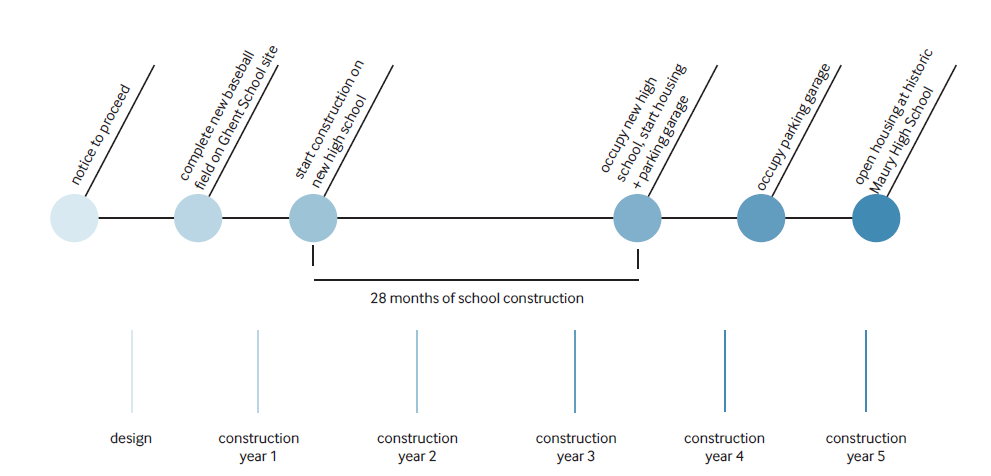 notice to proceed
complete new baseball
field on Ghent School site
start construction on
new high school
occupy new high
school, start housing
+ parking garage
occupy parking garage
open housing at historic
Maury High School
28 months of school construction
design
construction
year 1
construction
year 2
construction
year 3
construction
year 4
construction
year 5